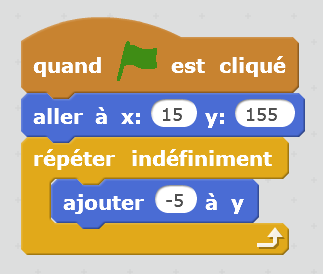 quand est cliqué
aller à x: 15 y: 155
répéter indéfiniment
ajouter -5 à y